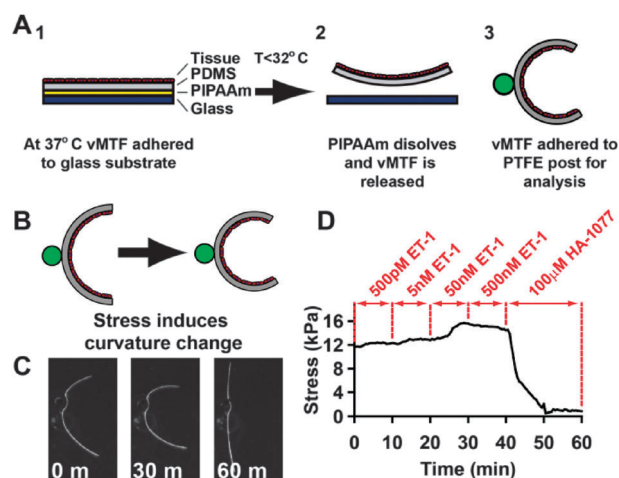 A
1
Tissue
PDMS
PIPAAm
Glass
T<32° C
2
3
At 37° C vMTF adhered
to glass substrate
PIPAAm disolves
and vMTF is
released
vMTF adhered to
PTFE post for
analysis
B
Stress induces
curvature change
C
0 m
30 m
60 m
D
500pM ET-1
5nM ET-1
50nM ET-1
500nM ET-1
100µM HA-1077
Stress (kPa)
16
12
8
4
0
0 10 20 30 40 50 60
Time (min)